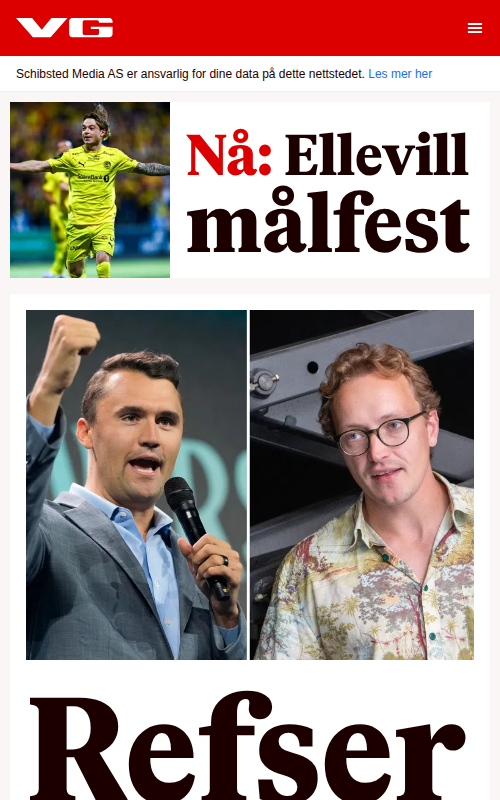 VG
Schibsted Media AS er ansvarlig for dine data på dette nettstedet. Les mer her
Nå: Ellevill
målfest
Refser